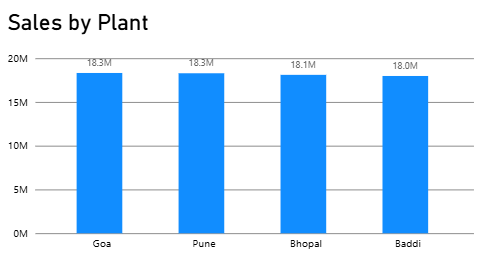 Sales by Plant
20M
18.3M 18.3M 18.1M 18.0M
15M
10M
5M
0M
Goa Pune Bhopal Baddi